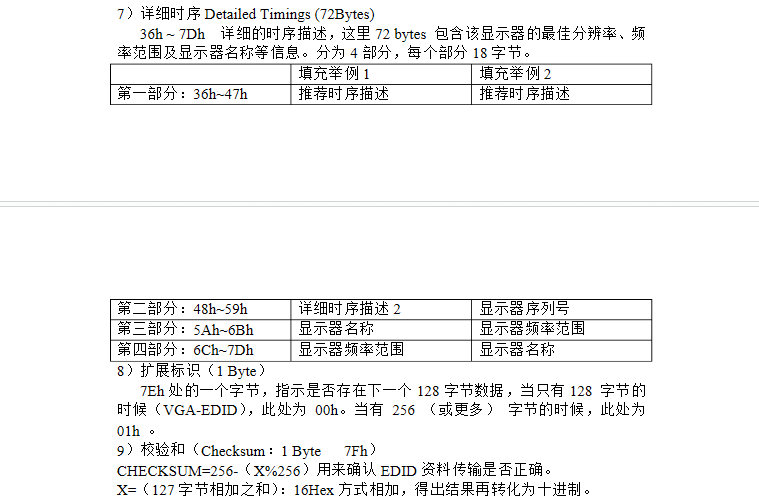 7）详细时序 Detailed Timings (72Bytes)
36h ~ 7Dh 详细的时序描述，这里 72 bytes 包含该显示器的最佳分辨率、频
率范围及显示器名称等信息。分为 4 部分，每个部分 18 字节。
填充举例 1 填充举例 2
第一部分：36h~47h 推荐时序描述 推荐时序描述
第二部分：48h~59h 详细时序描述 2 显示器序列号
第三部分：5Ah~6Bh 显示器名称 显示器频率范围
第四部分：6Ch~7Dh 显示器频率范围 显示器名称
8）扩展标识（1 Byte）
7Eh 处的一个字节，指示是否存在下一个 128 字节数据，当只有 128 字节的
时候（VGA-EDID），此处为 00h。当有 256 （或更多） 字节的时候，此处为
01h 。
9）校验和（Checksum：1 Byte 7Fh）
CHECKSUM=256-（X%256）用来确认 EDID 资料传输是否正确。
X=（127 字节相加之和）：16Hex 方式相加，得出结果再转化为十进制。